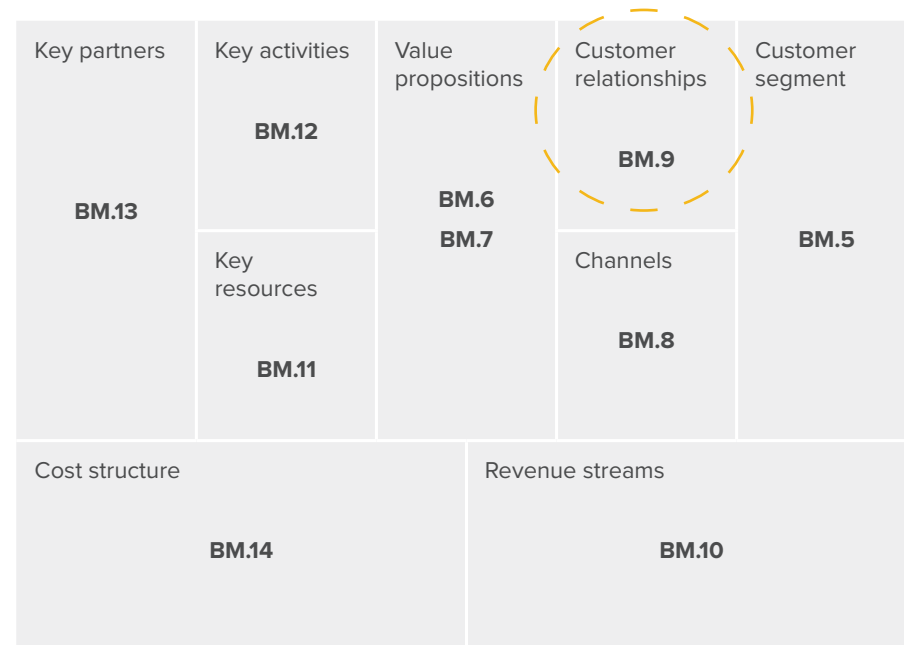 Key partners
BM.13
Key activities
BM.12
Key
resources
BM.11
Value
propositions
BM.6
BM.7
Customer
relationships
BM.9
Channels
BM.8
Customer
segment
BM.5
Cost structure
BM.14
Revenue streams
BM.10